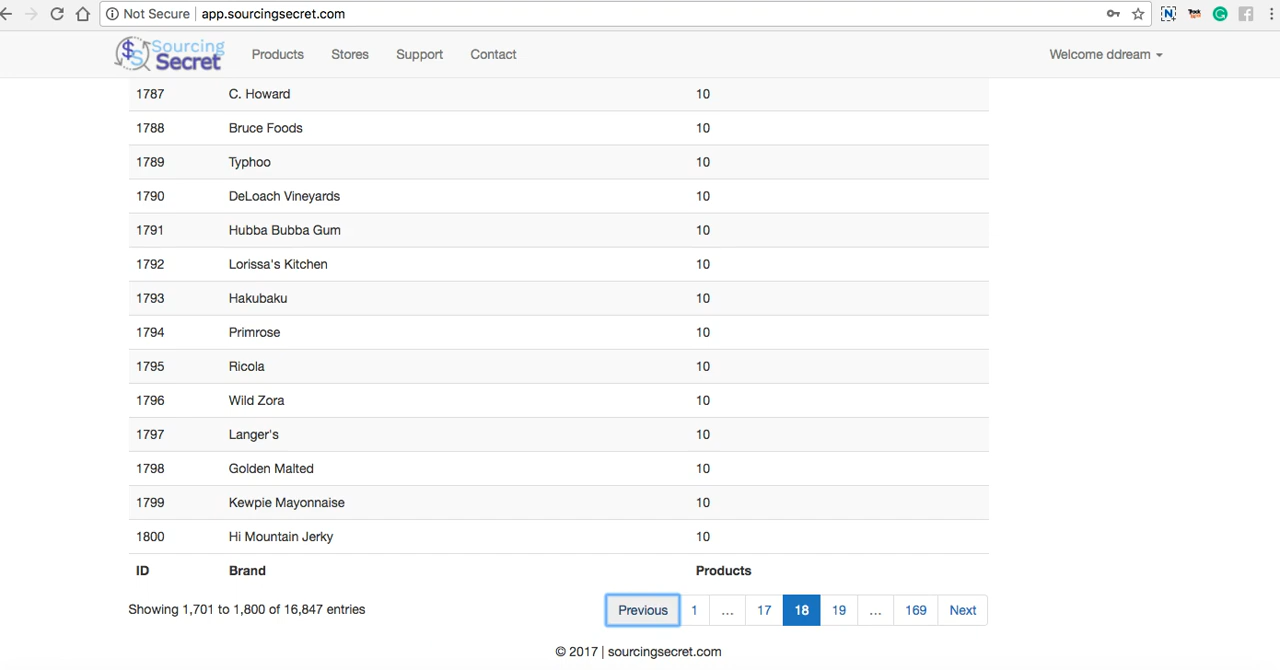 Not Secure | app.sourcingsecret.com
Sourcing Secret
Products Stores Support Contact Welcome ddream
1787 C. Howard 10
1788 Bruce Foods 10
1789 Typhoo 10
1790 DeLoach Vineyards 10
1791 Hubba Bubba Gum 10
1792 Lorissa's Kitchen 10
1793 Hakubaku 10
1794 Primrose 10
1795 Ricola 10
1796 Wild Zora 10
1797 Langer's 10
1798 Golden Malted 10
1799 Kewpie Mayonnaise 10
1800 Hi Mountain Jerky 10
ID Brand Products
Showing 1,701 to 1,800 of 16,847 entries Previous 1 ... 17 18 19 ... 169 Next
© 2017 | sourcingsecret.com